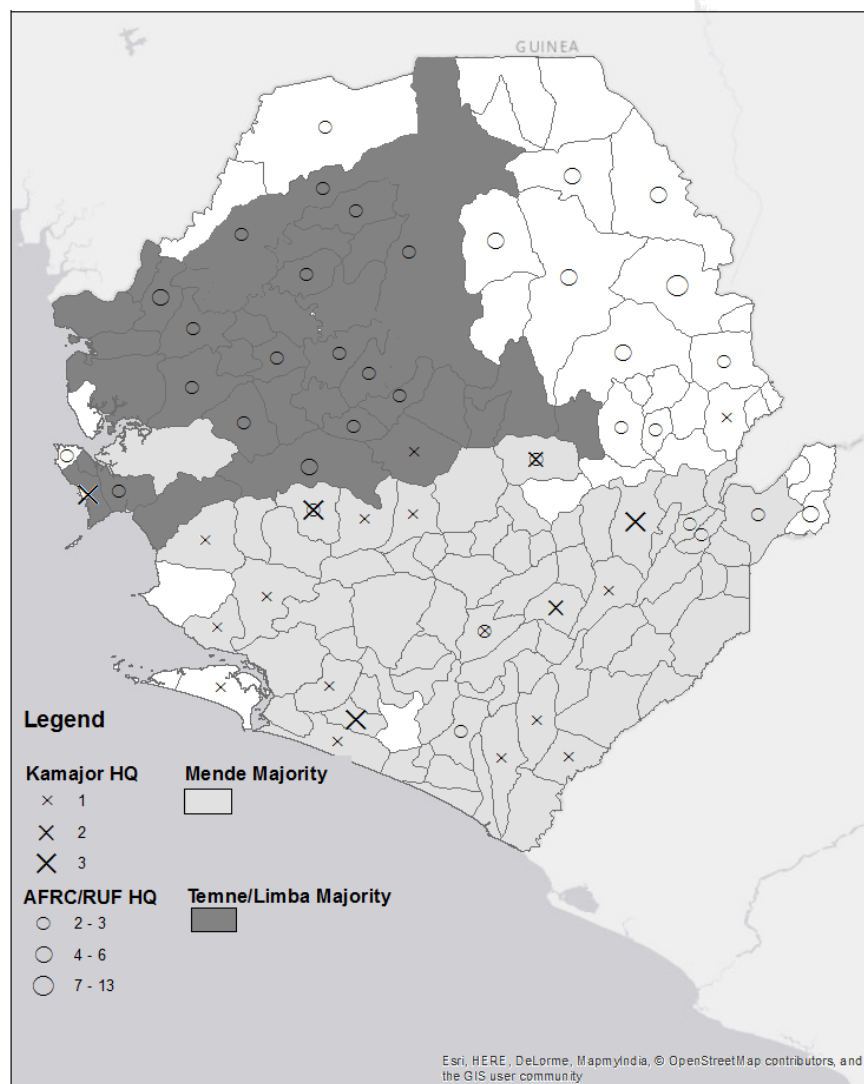 GUINEA
Legend
Kamajor HQ
1
2
3
Mende Majority
AFRC/RUF HQ
2 - 3
4 - 6
7 - 13
Temne/Limba Majority
Esri, HERE, DeLorme, MapmyIndia, © OpenStreetMap contributors, and
the GIS user community